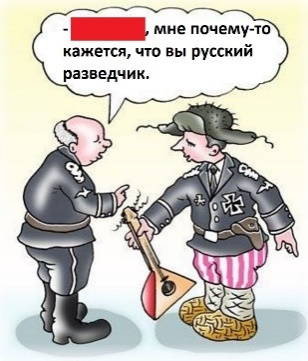 - , мне почему-то
кажется, что вы русский
разведчик.